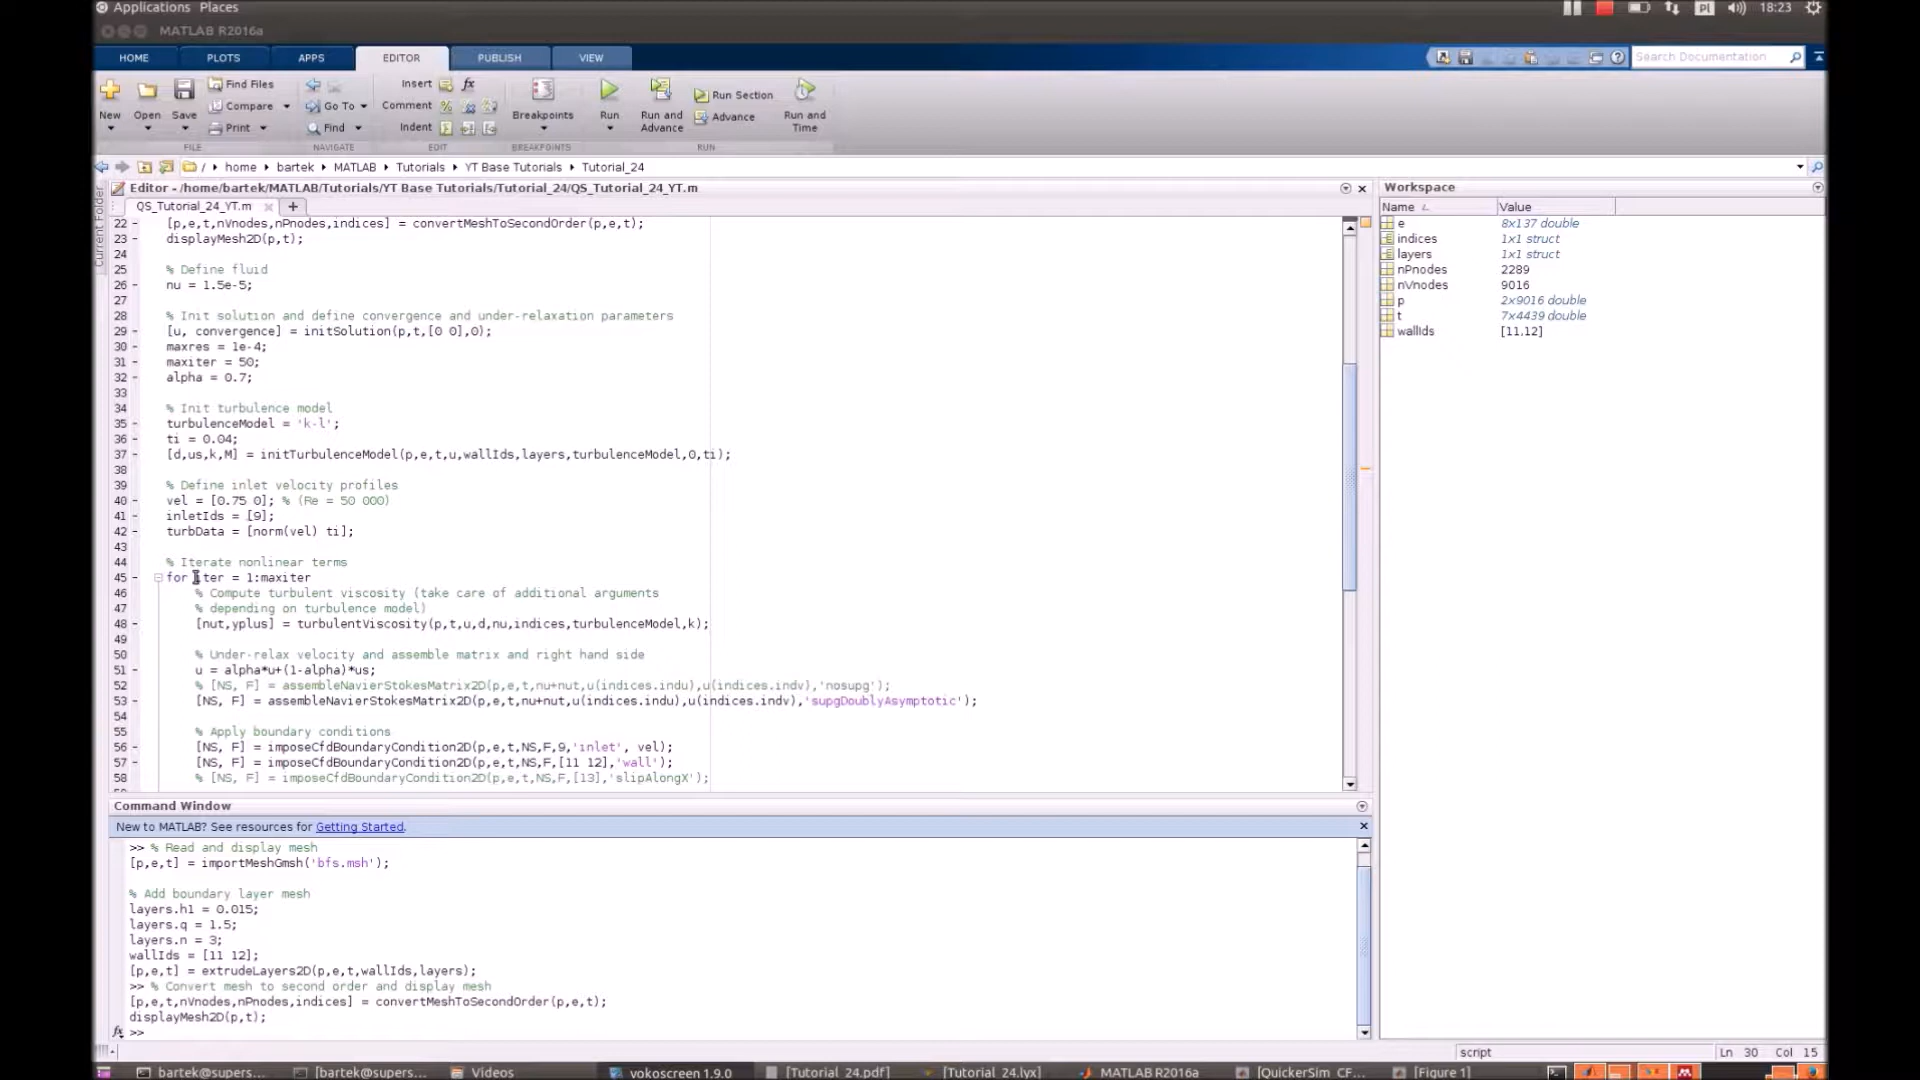 Applications Places
Pl 18:23
MATLAB R2016a
HOME PLOTS APPS EDITOR PUBLISH VIEW
Search Documentation
New Open Save
Find Files
Compare
Print
Go To
Find
Insert fx
Comment
Indent
Breakpoints
Run
Run and Advance
Run Section
Advance
Run and Time
FILE NAVIGATE EDIT BREAKPOINTS RUN
/ home MATLAB Tutorials YT Base Tutorials Tutorial_24
bartek
Current Folder
Editor - /home/bartek/MATLAB/Tutorials/YT Base Tutorials/Tutorial_24/QS_Tutorial_24_YT.m
QS_Tutorial_24_YT.m
22 - [p,e,t,nVnodes,nPnodes,indices] = convertMeshToSecondOrder(p,e,t);
23 - displayMesh2D(p,t);
24
25 % Define fluid
26 - nu = 1.5e-5;
27
28 % Init solution and define convergence and under-relaxation parameters
29 - [u, convergence] = initSolution(p,t,[0 0],0);
30 - maxres = 1e-4;
31 - maxiter = 50;
32 - alpha = 0.7;
33
34 % Init turbulence model
35 - turbulenceModel = 'k-l';
36 - ti = 0.04;
37 - [d,us,k,M] = initTurbulenceModel(p,e,t,u,wallIds,layers,turbulenceModel,0,ti);
38
39 % Define inlet velocity profiles
40 - vel = [0.75 0]; % (Re = 50 000)
41 - inletIds = [9];
42 - turbData = [norm(vel) ti];
43
44 % Iterate nonlinear terms
45 - for iter = 1:maxiter
46 % Compute turbulent viscosity (take care of additional arguments
47 % depending on turbulence model)
48 - [nut,yplus] = turbulentViscosity(p,t,u,d,nu,indices,turbulenceModel,k);
49
50 % Under-relax velocity and assemble matrix and right hand side
51 - u = alpha*u+(1-alpha)*us;
52 % [NS, F] = assembleNavierStokesMatrix2D(p,e,t,nu+nut,u(indices.indu),u(indices.indv),'nosupg');
53 - [NS, F] = assembleNavierStokesMatrix2D(p,e,t,nu+nut,u(indices.indu),u(indices.indv),'supgDoublyAsymptotic');
54
55 % Apply boundary conditions
56 - [NS, F] = imposeCfdBoundaryCondition2D(p,e,t,NS,F,9,'inlet', vel);
57 - [NS, F] = imposeCfdBoundaryCondition2D(p,e,t,NS,F,[11 12],'wall');
58 % [NS, F] = imposeCfdBoundaryCondition2D(p,e,t,NS,F,[13],'slipAlongX');
Workspace
Name Value
e 8x137 double
indices 1x1 struct
layers 1x1 struct
nPnodes 2289
nVnodes 9016
p 2x9016 double
t 7x4439 double
wallIds [11,12]
Command Window
New to MATLAB? See resources for Getting Started.
>> % Read and display mesh
[p,e,t] = importMeshGmsh('bfs.msh');
% Add boundary layer mesh
layers.h1 = 0.015;
layers.q = 1.5;
layers.n = 3;
wallIds = [11 12];
[p,e,t] = extrudeLayers2D(p,e,t,wallIds,layers);
>> % Convert mesh to second order and display mesh
[p,e,t,nVnodes,nPnodes,indices] = convertMeshToSecondOrder(p,e,t);
displayMesh2D(p,t);
fx >>
script Ln 30 Col 15
bartek@supers... [bartek@supers... Videos vokoscreen 1.9.0 [Tutorial_24.pdf] [Tutorial_24.lyx] MATLAB R2016a [QuickerSim_CF... [Figure 1]